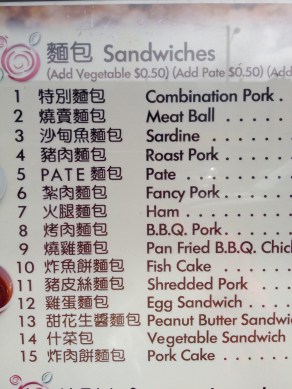 麵包 Sandwiches
(Add Vegetable $0.50) (Add Pate $0.50) (Add
1 特別麵包 Combination Pork .
2 燒賣麵包 Meat Ball . . . . . . . .
3 沙甸魚麵包 Sardine . . . . . . . . .
4 豬肉麵包 Roast Pork . . . . . . .
5 PATE麵包 Pate . . . . . . . . . . . .
6 紮肉麵包 Fancy Pork . . . . . . .
7 火腿麵包 Ham . . . . . . . . . . . .
8 烤肉麵包 B.B.Q. Pork . . . . . . .
9 燒雞麵包 Pan Fried B.B.Q. Chic
10 炸魚餅麵包 Fish Cake . . . . . . . .
11 豬皮絲麵包 Shredded Pork . . . .
12 雞蛋麵包 Egg Sandwich . . . .
13 甜花生醬麵包 Peanut Butter Sandwic
14 什菜包 Vegetable Sandwich
15 炸肉餅麵包 Pork Cake . . . . . . .